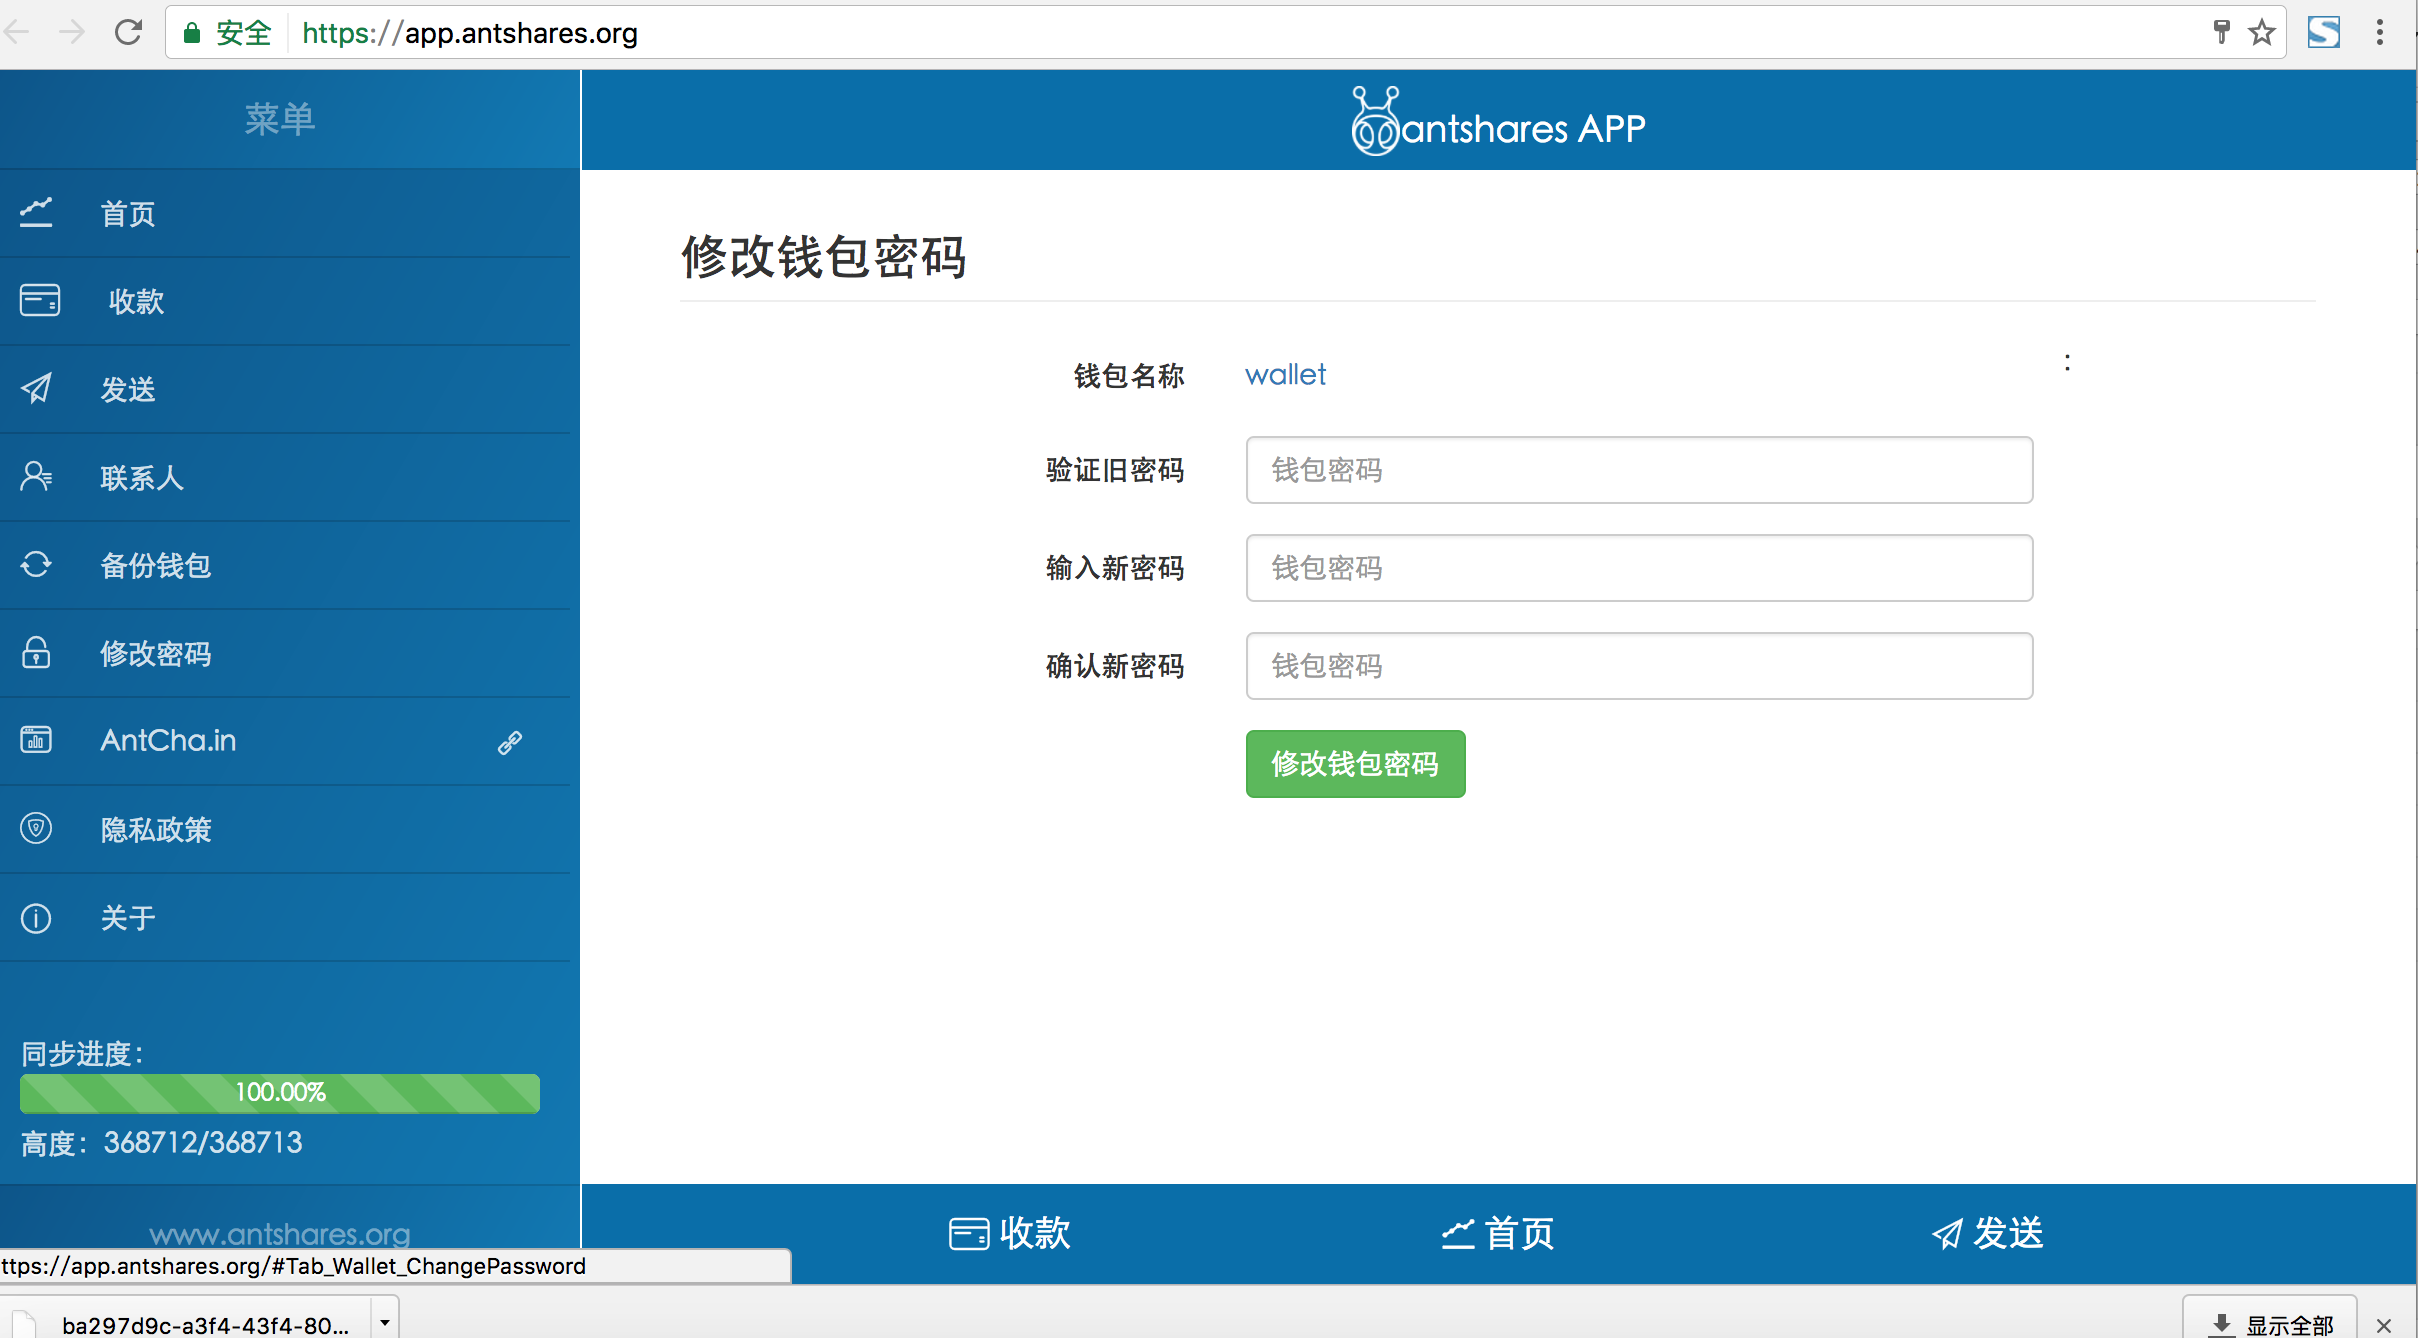 安全
https://app.antshares.org
菜单
首页
收款
发送
联系人
备份钱包
修改密码
AntCha.in
隐私政策
关于
同步进度：
100.00%
高度：368712/368713
www.antshares.org
antshares APP
修改钱包密码
钱包名称
wallet
:
验证旧密码
钱包密码
输入新密码
钱包密码
确认新密码
钱包密码
修改钱包密码
收款
首页
发送
ttps://app.antshares.org/#Tab_Wallet_ChangePassword
ba297d9c-a3f4-43f4-80...
显示全部